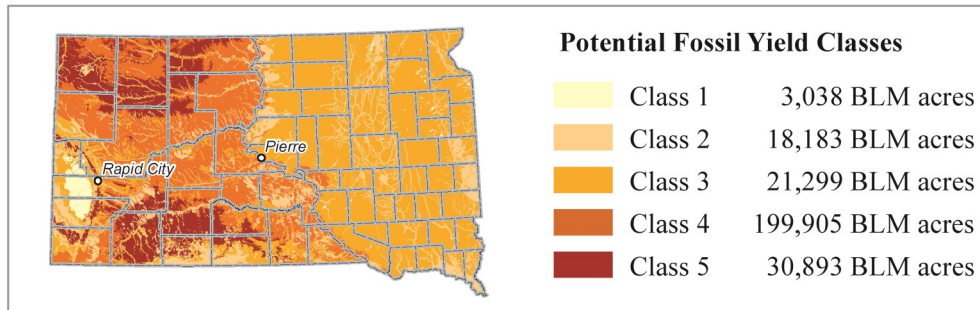 Potential Fossil Yield Classes
Class 1 3,038 BLM acres
Class 2 18,183 BLM acres
Class 3 21,299 BLM acres
Class 4 199,905 BLM acres
Class 5 30,893 BLM acres
Pierre
Rapid City